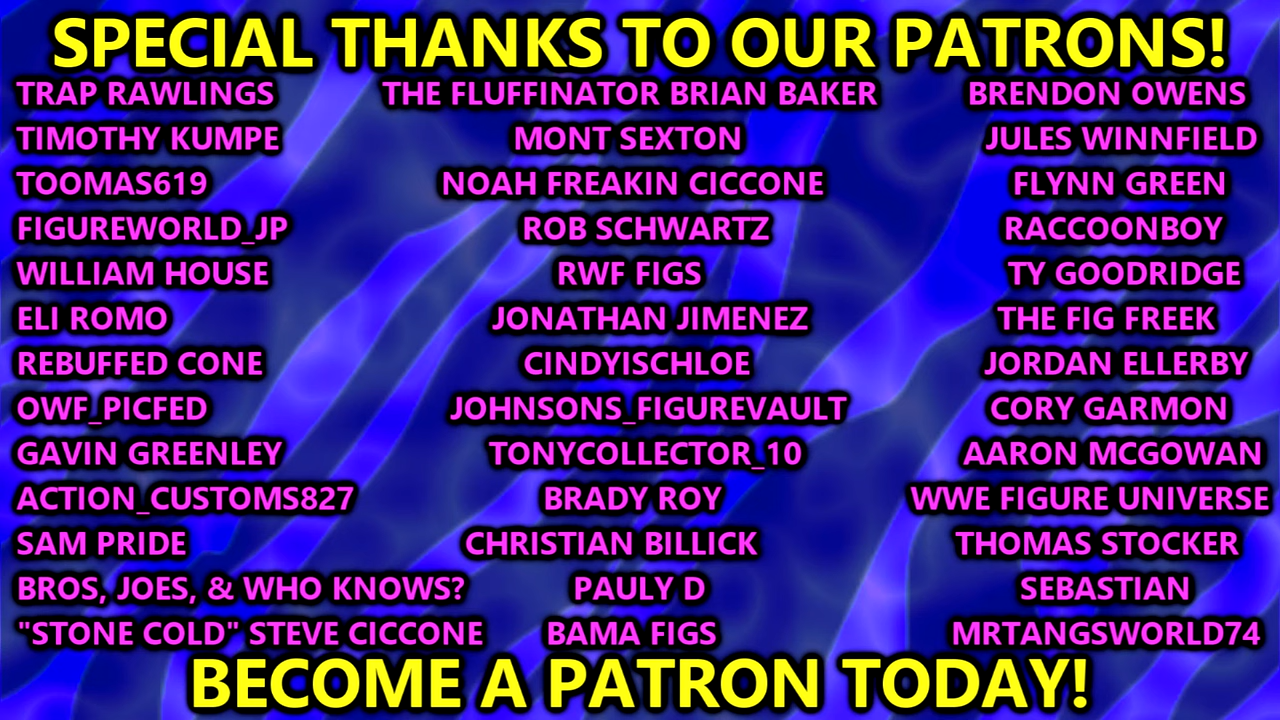 SPECIAL THANKS TO OUR PATRONS!
TRAP RAWLINGS THE FLUFFINATOR BRIAN BAKER BRENDON OWENS
TIMOTHY KUMPE MONT SEXTON JULES WINNFIELD
TOOMAS619 NOAH FREAKIN CICCONE FLYNN GREEN
FIGUREWORLD_JP ROB SCHWARTZ RACCOONBOY
WILLIAM HOUSE RWF FIGS TY GOODRIDGE
ELI ROMO JONATHAN JIMENEZ THE FIG FREEK
REBUFFED CONE CINDYISCHLOE JORDAN ELLERBY
OWF_PICFED JOHNSONS_FIGUREVAULT CORY GARMON
GAVIN GREENLEY TONYCOLLECTOR_10 AARON MCGOWAN
ACTION_CUSTOMS827 BRADY ROY WWE FIGURE UNIVERSE
SAM PRIDE CHRISTIAN BILLICK THOMAS STOCKER
BROS, JOES, & WHO KNOWS? PAULY D SEBASTIAN
"STONE COLD" STEVE CICCONE BAMA FIGS MRTANGSWORLD74
BECOME A PATRON TODAY!